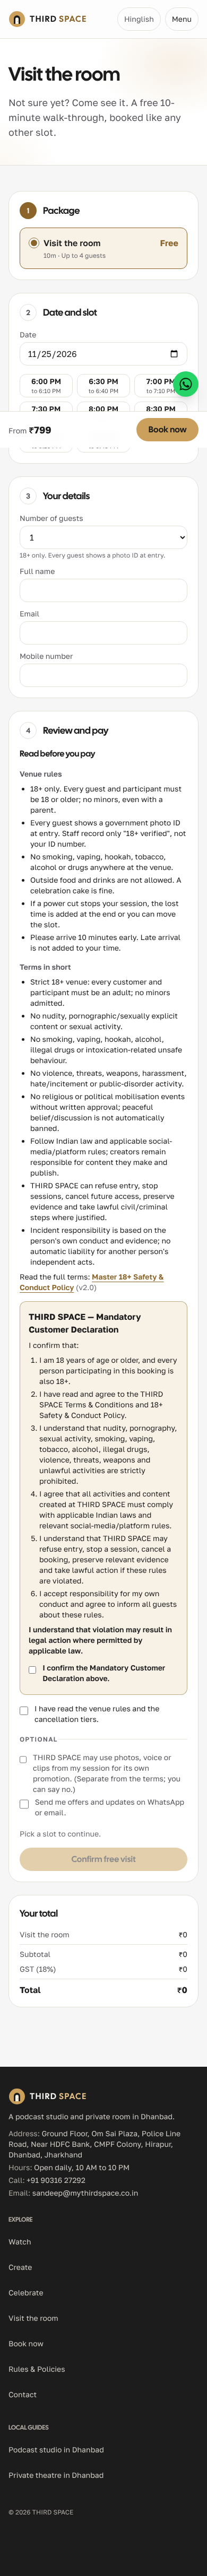 THIRD SPACE
Hinglish
Menu
Visit the room
Not sure yet? Come see it. A free 10-
minute walk-through, booked like any
other slot.
1 Package
Visit the room Free
10m · Up to 4 guests
2 Date and slot
Date
11/25/2026
6:00 PM 6:30 PM 7:00 PM
to 6:10 PM to 6:40 PM to 7:10 PM
7:30 PM 8:00 PM 8:30 PM
From ₹799 Book now
3 Your details
Number of guests
1
18+ only. Every guest shows a photo ID at entry.
Full name
Email
Mobile number
4 Review and pay
Read before you pay
Venue rules
• 18+ only. Every guest and participant must
be 18 or older; no minors, even with a
parent.
• Every guest shows a government photo ID
at entry. Staff record only "18+ verified", not
your ID number.
• No smoking, vaping, hookah, tobacco,
alcohol or drugs anywhere at the venue.
• Outside food and drinks are not allowed. A
celebration cake is fine.
• If a power cut stops your session, the lost
time is added at the end or you can move
the slot.
• Please arrive 10 minutes early. Late arrival
is not added to your time.
Terms in short
• Strict 18+ venue: every customer and
participant must be an adult; no minors
admitted.
• No nudity, pornographic/sexually explicit
content or sexual activity.
• No smoking, vaping, hookah, alcohol,
illegal drugs or intoxication-related unsafe
behaviour.
• No violence, threats, weapons, harassment,
hate/incitement or public-disorder activity.
• No religious or political mobilisation events
without written approval; peaceful
belief/discussion is not automatically
banned.
• Follow Indian law and applicable social-
media/platform rules; creators remain
responsible for content they make and
publish.
• THIRD SPACE can refuse entry, stop
sessions, cancel future access, preserve
evidence and take lawful civil/criminal
steps where justified.
• Incident responsibility is based on the
person's own conduct and evidence; no
automatic liability for another person's
independent acts.
Read the full terms: Master 18+ Safety &
Conduct Policy (v2.0)
THIRD SPACE — Mandatory
Customer Declaration
I confirm that:
1. I am 18 years of age or older, and every
person participating in this booking is
also 18+.
2. I have read and agree to the THIRD
SPACE Terms & Conditions and 18+
Safety & Conduct Policy.
3. I understand that nudity, pornography,
sexual activity, smoking, vaping,
tobacco, alcohol, illegal drugs,
violence, threats, weapons and
unlawful activities are strictly
prohibited.
4. I agree that all activities and content
created at THIRD SPACE must comply
with applicable Indian laws and
relevant social-media/platform rules.
5. I understand that THIRD SPACE may
refuse entry, stop a session, cancel a
booking, preserve relevant evidence
and take lawful action if these rules
are violated.
6. I accept responsibility for my own
conduct and agree to inform all guests
about these rules.
I understand that violation may result in
legal action where permitted by
applicable law.
I confirm the Mandatory Customer
Declaration above.
I have read the venue rules and the
cancellation tiers.
OPTIONAL
THIRD SPACE may use photos, voice or
clips from my session for its own
promotion. (Separate from the terms; you
can say no.)
Send me offers and updates on WhatsApp
or email.
Pick a slot to continue.
Confirm free visit
Your total
Visit the room ₹0
Subtotal ₹0
GST (18%) ₹0
Total ₹0
THIRD SPACE
A podcast studio and private room in Dhanbad.
Address: Ground Floor, Om Sai Plaza, Police Line
Road, Near HDFC Bank, CMPF Colony, Hirapur,
Dhanbad, Jharkhand
Hours: Open daily, 10 AM to 10 PM
Call: +91 90316 27292
Email: sandeep@mythirdspace.co.in
EXPLORE
Watch
Create
Celebrate
Visit the room
Book now
Rules & Policies
Contact
LOCAL GUIDES
Podcast studio in Dhanbad
Private theatre in Dhanbad
© 2026 THIRD SPACE